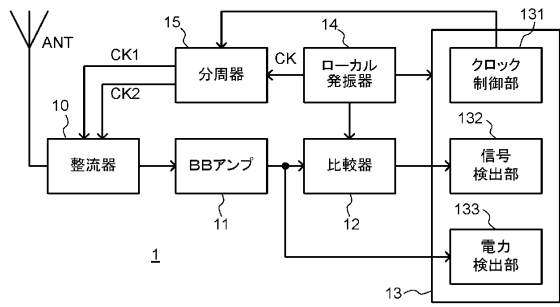 ANT
15
分周器
CK
14
ローカル
発振器
131
クロック
制御部
CK1
CK2
10
整流器
BBアンプ
11
比較器
12
132
信号
検出部
133
電力
検出部
13
1